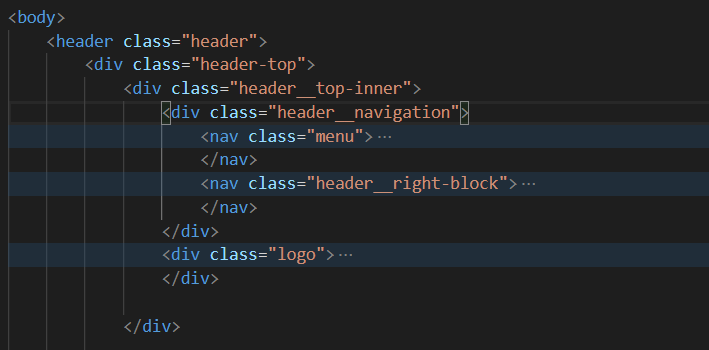 <body>
<header class="header">
<div class="header-top">
<div class="header__top-inner">
<div class="header__navigation">
<nav class="menu">…
</nav>
<nav class="header__right-block">…
</nav>
</div>
<div class="logo">…
</div>
</div>